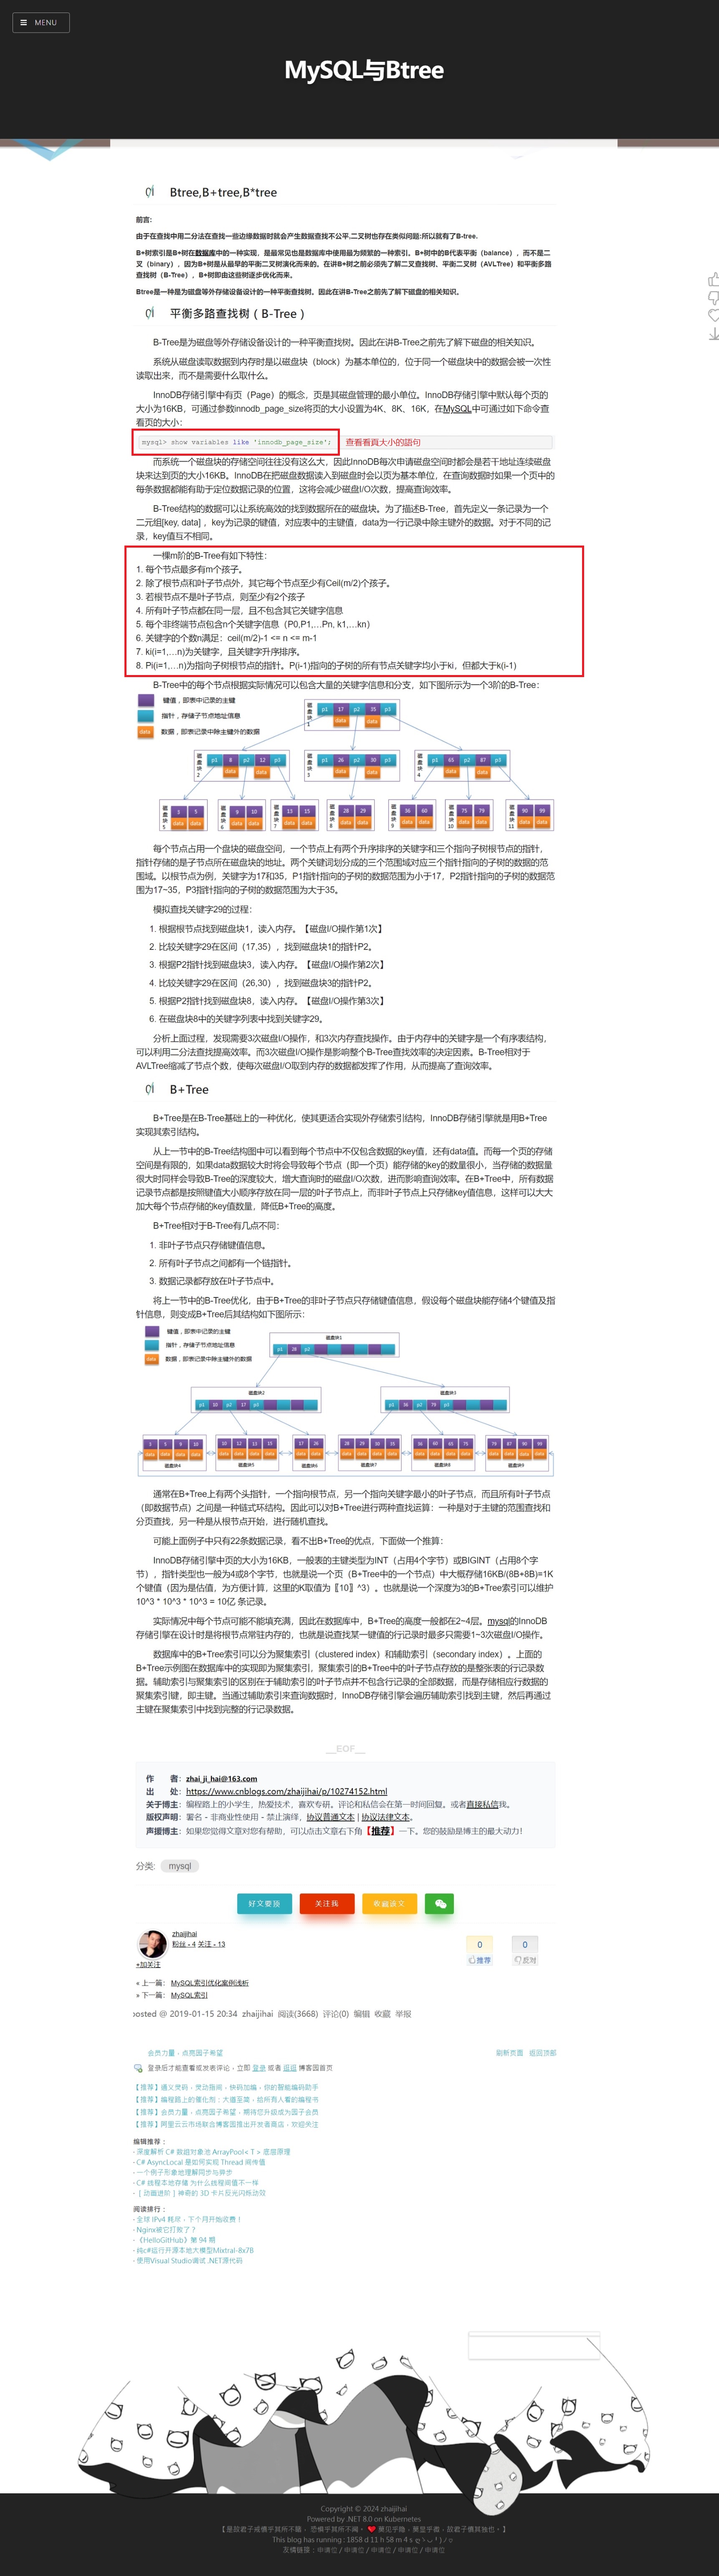 MENU
MySQL与Btree
Btree,B+tree,B*tree
前言:
由于在查找中用二分法在查找一些边缘数据时就会产生数据查找不公平.二叉树也存在类似问题:所以就有了B-tree.
B+树索引是B+树在数据库中的一种实现，是最常见也是数据库中使用最为频繁的一种索引。B+树中的B代表平衡（balance），而不是二
叉（binary），因为B+树是从最早的平衡二叉树演化而来的。在讲B+树之前必须先了解二叉查找树、平衡二叉树（AVLTree）和平衡多路
查找树（B-Tree），B+树即由这些树逐步优化而来。
Btree是一种是为磁盘等外存储设备设计的一种平衡查找树。因此在讲B-Tree之前先了解下磁盘的相关知识。
平衡多路查找树（B-Tree）
B-Tree是为磁盘等外存储设备设计的一种平衡查找树。因此在讲B-Tree之前先了解下磁盘的相关知识。
系统从磁盘读取数据到内存时是以磁盘块（block）为基本单位的，位于同一个磁盘块中的数据会被一次性
读取出来，而不是需要什么取什么。
InnoDB存储引擎中有页（Page）的概念，页是其磁盘管理的最小单位。InnoDB存储引擎中默认每个页的
大小为16KB，可通过参数innodb_page_size将页的大小设置为4K、8K、16K，在MySQL中可通过如下命令查
看页的大小：
mysql> show variables like 'innodb_page_size'; 查看看頁大小的語句
而系统一个磁盘块的存储空间往往没有这么大，因此InnoDB每次申请磁盘空间时都会是若干地址连续磁盘
块来达到页的大小16KB。InnoDB在把磁盘数据读入到磁盘时会以页为基本单位，在查询数据时如果一个页中的
每条数据都能有助于定位数据记录的位置，这将会减少磁盘I/O次数，提高查询效率。
B-Tree结构的数据可以让系统高效的找到数据所在的磁盘块。为了描述B-Tree，首先定义一条记录为一个
二元组[key, data] ，key为记录的键值，对应表中的主键值，data为一行记录中除主键外的数据。对于不同的记
录，key值互不相同。
一棵m阶的B-Tree有如下特性：
1. 每个节点最多有m个孩子。
2. 除了根节点和叶子节点外，其它每个节点至少有Ceil(m/2)个孩子。
3. 若根节点不是叶子节点，则至少有2个孩子
4. 所有叶子节点都在同一层，且不包含其它关键字信息
5. 每个非终端节点包含n个关键字信息（P0,P1,…Pn, k1,…kn）
6. 关键字的个数n满足：ceil(m/2)-1 <= n <= m-1
7. ki(i=1,…n)为关键字，且关键字升序排序。
8. Pi(i=1,…n)为指向子树根节点的指针。P(i-1)指向的子树的所有节点关键字均小于ki，但都大于k(i-1)
B-Tree中的每个节点根据实际情况可以包含大量的关键字信息和分支，如下图所示为一个3阶的B-Tree：
键值，即表中记录的主键
指针，存储子节点地址信息
data 数据，即表中记录中除主键外的数据
磁盘块1 p1 17 p2 35 p3
data data
磁盘块2 p1 8 p2 12 p3 磁盘块3 p1 26 p2 30 p3 磁盘块4 p1 65 p2 87 p3
data data data data data data
磁盘块5 3 5 磁盘块6 9 10 磁盘块7 13 15 磁盘块8 28 29 磁盘块9 36 60 磁盘块10 75 79 磁盘块11 90 99
data data data data data data data data data data data data data data
每个节点占用一个盘块的磁盘空间，一个节点上有两个升序排序的关键字和三个指向子树根节点的指针，
指针存储的是子节点所在磁盘块的地址。两个关键词划分成的三个范围域对应三个指针指向的子树的数据的范
围域。以根节点为例，关键字为17和35，P1指针指向的子树的数据范围为小于17，P2指针指向的子树的数据范
围为17~35，P3指针指向的子树的数据范围为大于35。
模拟查找关键字29的过程：
1. 根据根节点找到磁盘块1，读入内存。【磁盘I/O操作第1次】
2. 比较关键字29在区间（17,35），找到磁盘块1的指针P2。
3. 根据P2指针找到磁盘块3，读入内存。【磁盘I/O操作第2次】
4. 比较关键字29在区间（26,30），找到磁盘块3的指针P2。
5. 根据P2指针找到磁盘块8，读入内存。【磁盘I/O操作第3次】
6. 在磁盘块8中的关键字列表中找到关键字29。
分析上面过程，发现需要3次磁盘I/O操作，和3次内存查找操作。由于内存中的关键字是一个有序表结构，
可以利用二分法查找提高效率。而3次磁盘I/O操作是影响整个B-Tree查找效率的决定因素。B-Tree相对于
AVLTree缩减了节点个数，使每次磁盘I/O取到内存的数据都发挥了作用，从而提高了查询效率。
B+Tree
B+Tree是在B-Tree基础上的一种优化，使其更适合实现外存储索引结构，InnoDB存储引擎就是用B+Tree
实现其索引结构。
从上一节中的B-Tree结构图中可以看到每个节点中不仅包含数据的key值，还有data值。而每一个页的存储
空间是有限的，如果data数据较大时将会导致每个节点（即一个页）能存储的key的数量很小，当存储的数据量
很大时同样会导致B-Tree的深度较大，增大查询时的磁盘I/O次数，进而影响查询效率。在B+Tree中，所有数据
记录节点都是按照键值大小顺序存放在同一层的叶子节点上，而非叶子节点上只存储key值信息，这样可以大大
加大每个节点存储的key值数量，降低B+Tree的高度。
B+Tree相对于B-Tree有几点不同：
1. 非叶子节点只存储键值信息。
2. 所有叶子节点之间都有一个链指针。
3. 数据记录都存放在叶子节点中。
将上一节中的B-Tree优化，由于B+Tree的非叶子节点只存储键值信息，假设每个磁盘块能存储4个键值及指
针信息，则变成B+Tree后其结构如下图所示：
键值，即表中记录的主键
指针，存储子节点地址信息
data 数据，即表中记录中除主键外的数据
磁盘块1
p1 28 p2
磁盘块2 磁盘块3
p1 10 p2 17 p3 p1 36 p2 79 p3
3 5 9 10 10 12 13 15 17 26 28 29 30 33 36 60 65 75 79 87 90 99
data data data data data data data data data data data data data data data data data data data data data data
磁盘块4 磁盘块5 磁盘块6 磁盘块7 磁盘块8 磁盘块9
通常在B+Tree上有两个头指针，一个指向根节点，另一个指向关键字最小的叶子节点，而且所有叶子节点
（即数据节点）之间是一种链式环结构。因此可以对B+Tree进行两种查找运算：一种是对于主键的范围查找和
分页查找，另一种是从根节点开始，进行随机查找。
可能上面例子中只有22条数据记录，看不出B+Tree的优点，下面做一个推算：
InnoDB存储引擎中页的大小为16KB，一般表的主键类型为INT（占用4个字节）或BIGINT（占用8个字
节），指针类型也一般为4或8个字节，也就是说一个页（B+Tree中的一个节点）中大概存储16KB/(8B+8B)=1K
个键值（因为是估值，为方便计算，这里的K取值为〖10〗^3）。也就是说一个深度为3的B+Tree索引可以维护
10^3 * 10^3 * 10^3 = 10亿 条记录。
实际情况中每个节点可能不能填充满，因此在数据库中，B+Tree的高度一般都在2~4层。mysql的InnoDB
存储引擎在设计时是将根节点常驻内存的，也就是说查找某一键值的行记录时最多只需要1~3次磁盘I/O操作。
数据库中的B+Tree索引可以分为聚集索引（clustered index）和辅助索引（secondary index）。上面的
B+Tree示例图在数据库中的实现即为聚集索引，聚集索引的B+Tree中的叶子节点存放的是整张表的行记录数
据。辅助索引与聚集索引的区别在于辅助索引的叶子节点并不包含行记录的全部数据，而是存储相应行数据的
聚集索引键，即主键。当通过辅助索引来查询数据时，InnoDB存储引擎会遍历辅助索引找到主键，然后再通过
主键在聚集索引中找到完整的行记录数据。
__EOF__
作 者：zhai_ji_hai@163.com
出 处：https://www.cnblogs.com/zhaijihai/p/10274152.html
关于博主：编程路上的小学生，热爱技术，喜欢专研。评论和私信会在第一时间回复。或者直接私信我。
版权声明：署名 - 非商业性使用 - 禁止演绎，协议普通文本 | 协议法律文本。
声援博主：如果您觉得文章对您有帮助，可以点击文章右下角【推荐】一下。您的鼓励是博主的最大动力！
分类: mysql
好文要顶 关注我 收藏该文
zhaijihai
粉丝 - 4 关注 - 13
+加关注
0 推荐 0 反对
« 上一篇： MySQL索引优化案例浅析
» 下一篇： MySQL索引
posted @ 2019-01-15 20:34 zhaijihai 阅读(3668) 评论(0) 编辑 收藏 举报
会员力量，点亮园子希望 刷新页面 返回顶部
登录后才能查看或发表评论，立即 登录 或者 逛逛 博客园首页
【推荐】通义灵码，灵动指间，快码加编，你的智能编码助手
【推荐】编程路上的催化剂：大道至简，给所有人看的编程书
【推荐】会员力量，点亮园子希望，期待您升级成为园子会员
【推荐】阿里云云市场联合博客园推出开发者商店，欢迎关注
编辑推荐：
· 深度解析 C# 数组对象池 ArrayPool< T > 底层原理
· C# AsyncLocal 是如何实现 Thread 间传值
· 一个例子形象地理解同步与异步
· C# 线程本地存储 为什么线程间值不一样
· [ 动画进阶 ] 神奇的 3D 卡片反光闪烁动效
阅读排行：
· 全球 IPv4 耗尽，下个月开始收费！
· Nginx被它打败了？
· 《HelloGitHub》第 94 期
· 纯c#运行开源本地大模型Mixtral-8x7B
· 使用Visual Studio调试 .NET源代码
Copyright © 2024 zhaijihai
Powered by .NET 8.0 on Kubernetes
【是故君子戒慎乎其所不睹，恐惧乎其所不闻。 ❤ 莫见乎隐，莫显乎微，故君子慎其独也。】
This blog has running : 1858 d 11 h 58 m 4 s
友情链接：申请位 / 申请位 / 申请位 / 申请位 / 申请位